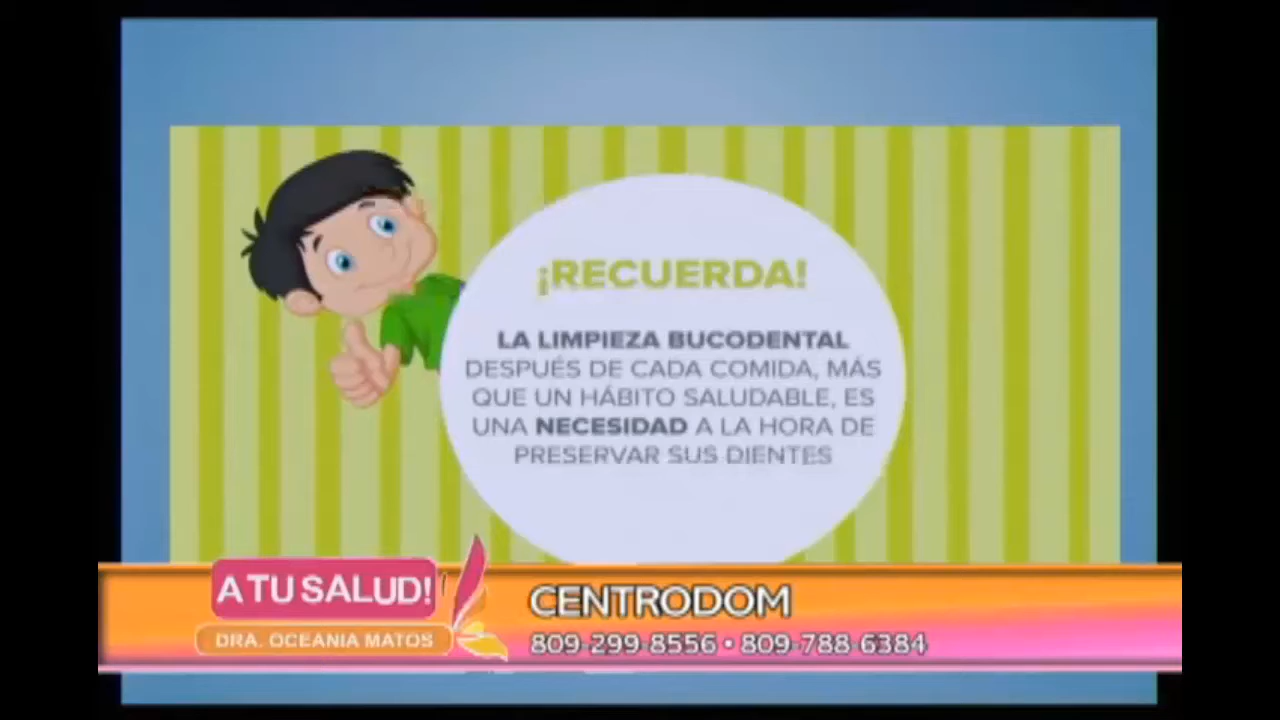 ¡RECUERDA!
LA LIMPIEZA BUCODENTAL
DESPUÉS DE CADA COMIDA, MÁS
QUE UN HÁBITO SALUDABLE, ES
UNA NECESIDAD A LA HORA DE
PRESERVAR SUS DIENTES
A TU SALUD!
DRA. OCEANIA MATOS
CENTRODOM
809-299-8556 • 809-788-6384